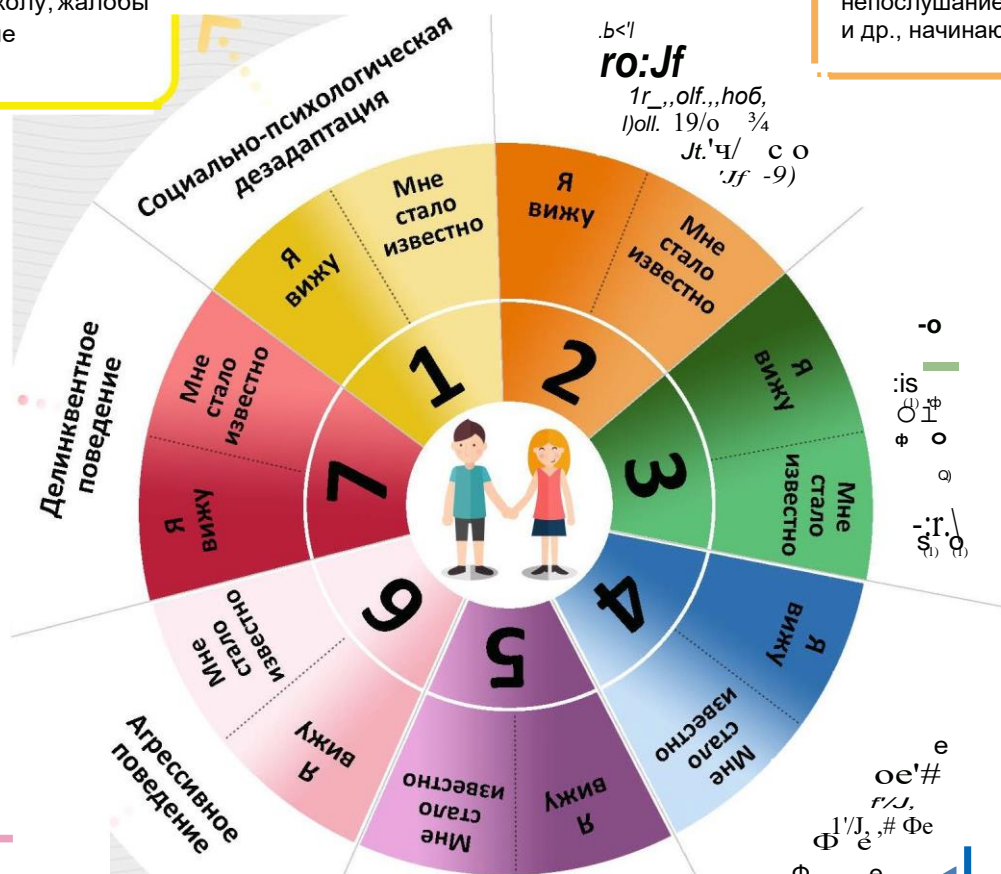 жалобы
непослушание
и др., начинаю
Социально-психологическая
дезадаптация
Я
вижу
Мне
стало
известно
1
Я
вижу
Мне
стало
известно
2
Я
вижу
Мне
стало
известно
3
Я
вижу
Мне
стало
известно
4
Я
вижу
Мне
стало
известно
5
Агрессивное
поведение
Я
вижу
Мне
стало
известно
6
Делинквентное
поведение
Я
вижу
Мне
стало
известно
7